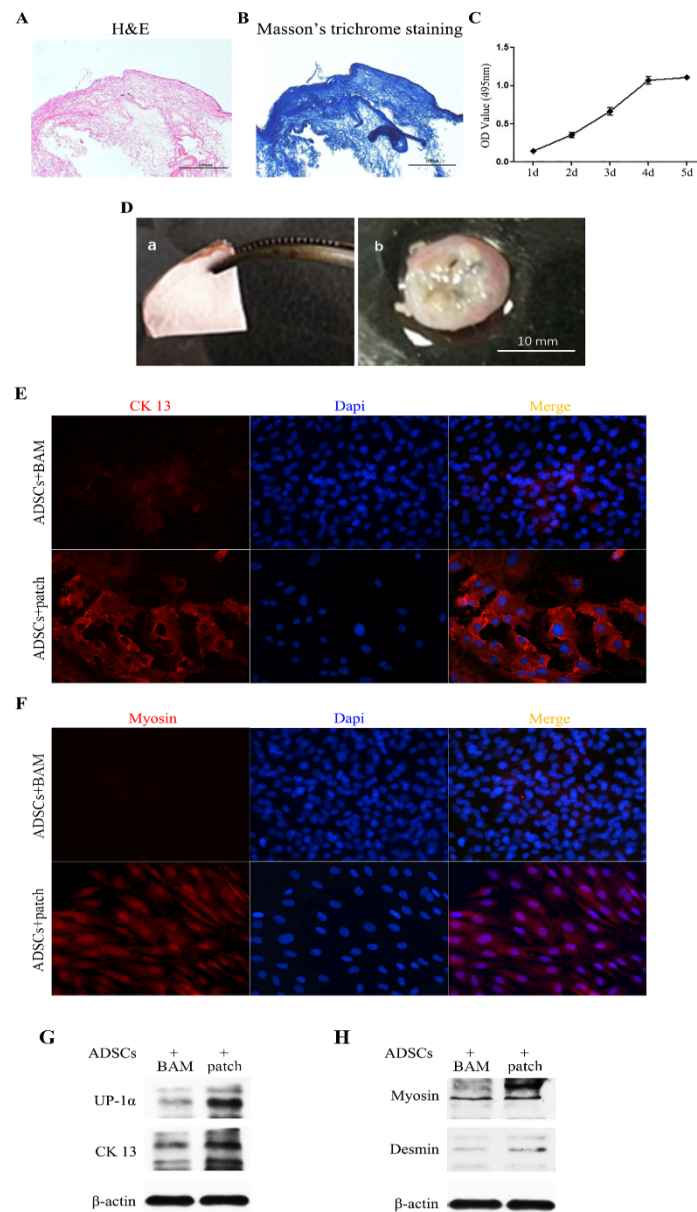 A
H&E
B
Masson's trichrome staining
C
OD Value (495nm)
1.5
1.0
0.5
0.0
1d 2d 3d 4d 5d
D
a
b
10 mm
E
CK 13 Dapi Merge
ADSCs+BAM
ADSCs+patch
F
Myosin Dapi Merge
ADSCs+BAM
ADSCs+patch
G
ADSCs + +
BAM patch
UP-1α
CK 13
β-actin
H
ADSCs + +
BAM patch
Myosin
Desmin
β-actin